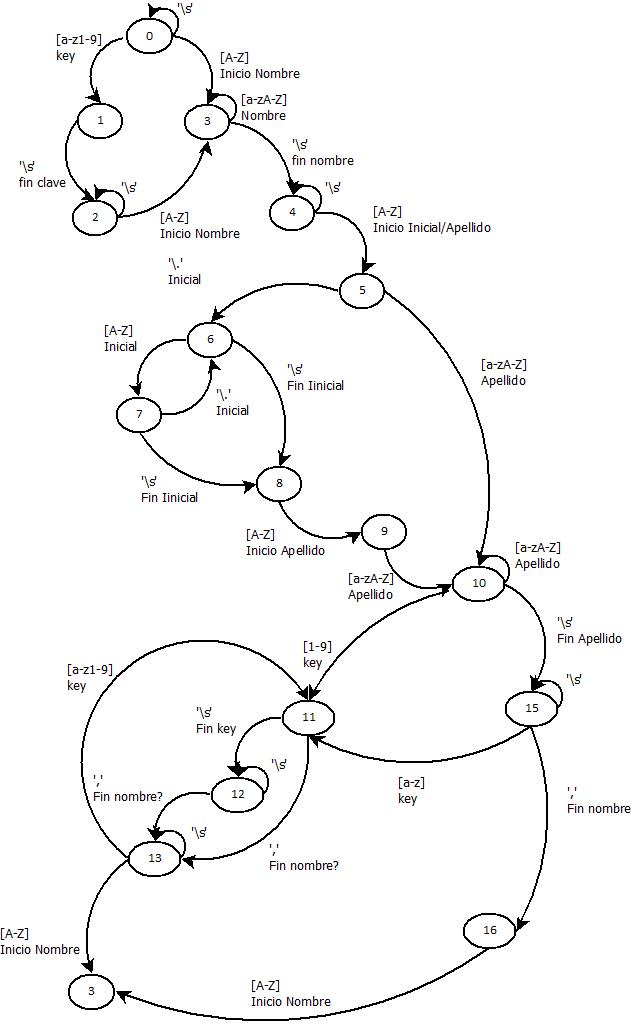 '\s'
0
[a-z1-9]
key
[A-Z]
Inicio Nombre
[a-zA-Z]
Nombre
1
3
'\s'
fin nombre
'\s'
fin clave
'\s'
'\s'
2
4
[A-Z]
Inicio Nombre
[A-Z]
Inicio Inicial/Apellido
'\.'
Inicial
5
[A-Z]
Inicial
6
'\s'
Fin Iinicial
[a-zA-Z]
Apellido
'\.'
Inicial
7
'\s'
Fin Iinicial
8
[A-Z]
Inicio Apellido
9
[a-zA-Z]
Apellido
[a-zA-Z]
Apellido
10
'\s'
Fin Apellido
[1-9]
key
[a-z1-9]
key
'\s'
'\s'
Fin key
11
15
'\s'
[a-z]
key
','
Fin nombre?
12
','
Fin nombre
'\s'
13
','
Fin nombre?
[A-Z]
Inicio Nombre
16
3
[A-Z]
Inicio Nombre